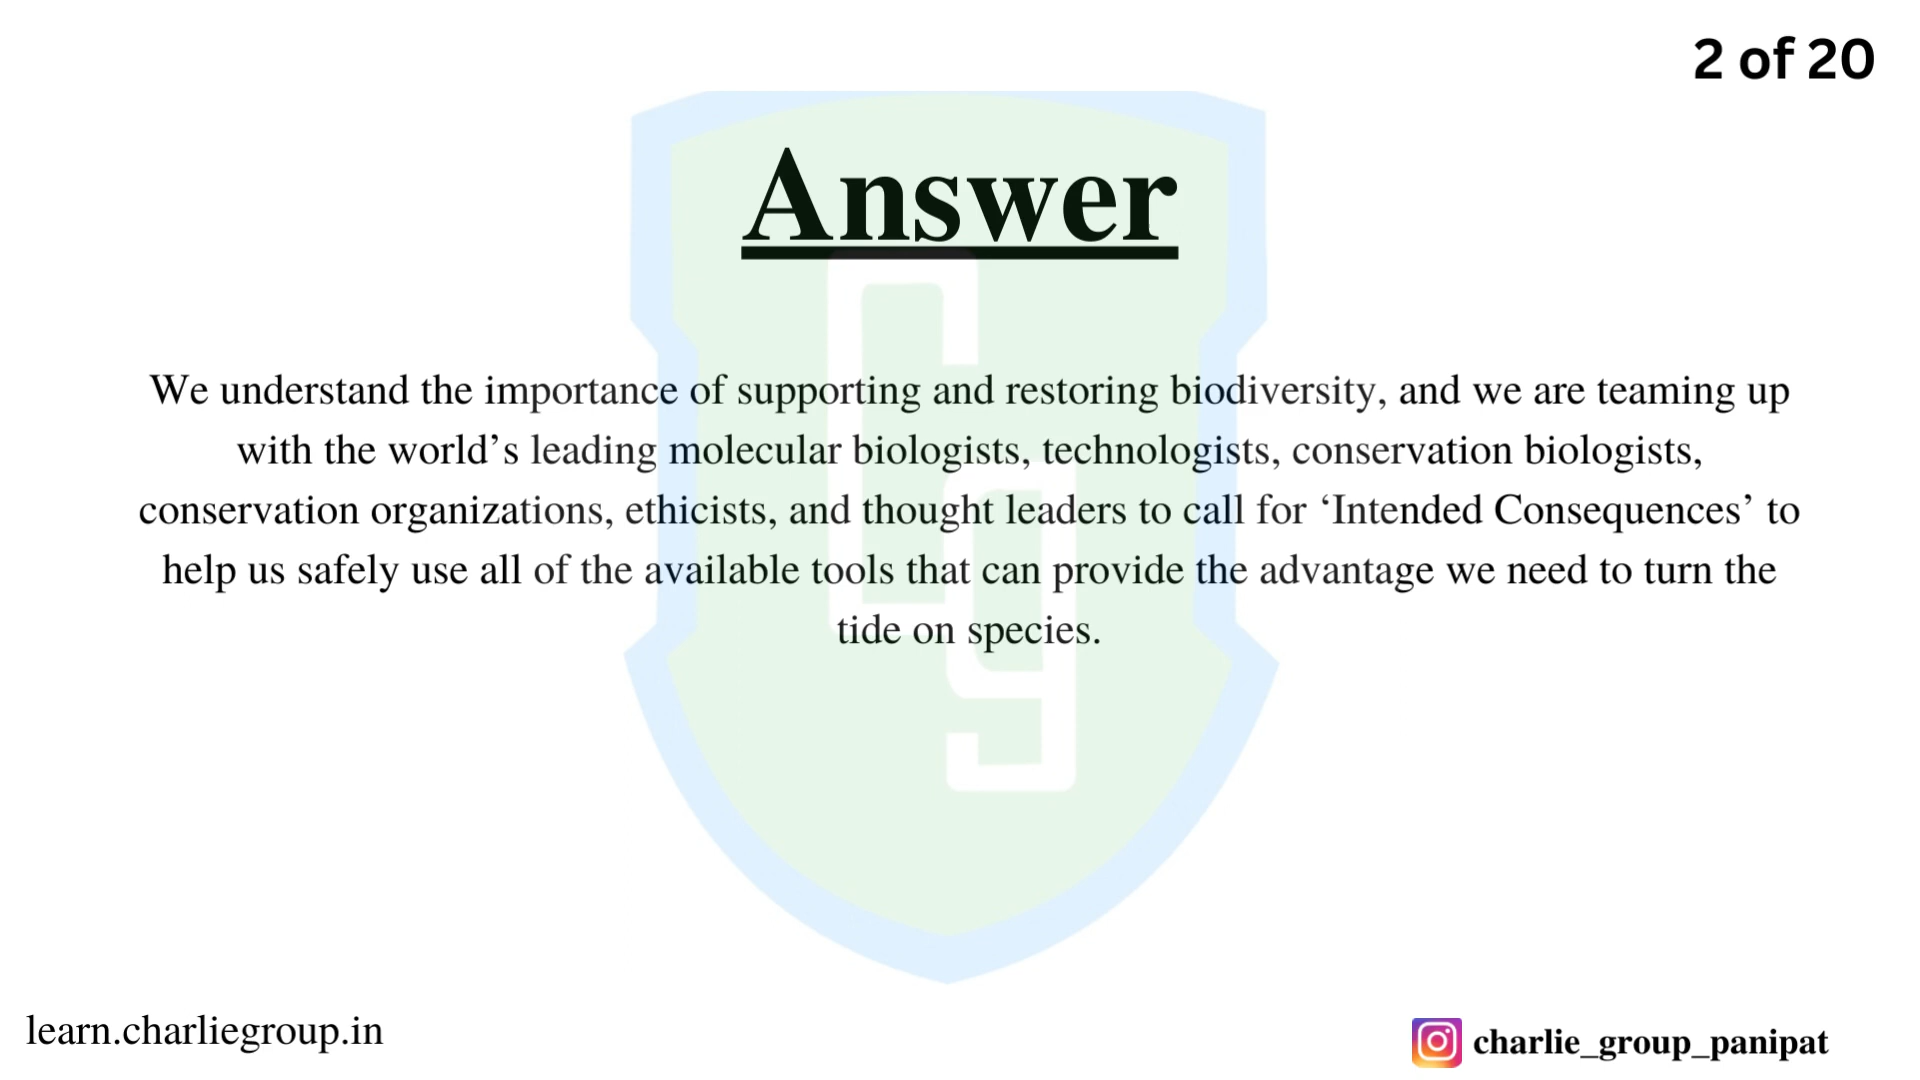 2 of 20
Answer
We understand the importance of supporting and restoring biodiversity, and we are teaming up
with the world’s leading molecular biologists, technologists, conservation biologists,
conservation organizations, ethicists, and thought leaders to call for ‘Intended Consequences’ to
help us safely use all of the available tools that can provide the advantage we need to turn the
tide on species.
Cg
learn.charliegroup.in
charlie_group_panipat